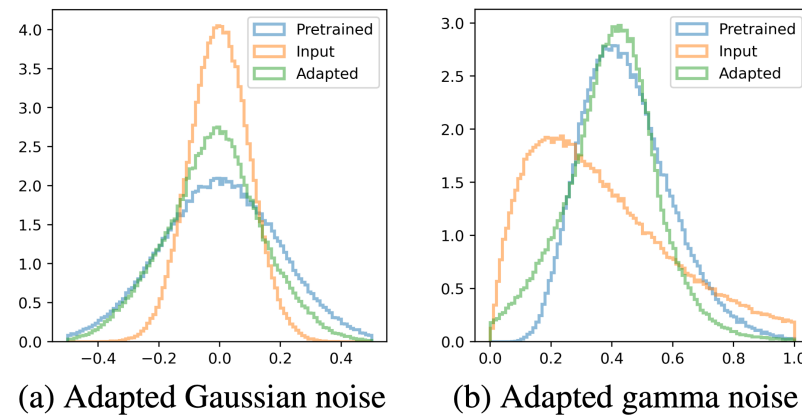 4.0
3.5
3.0
2.5
2.0
1.5
1.0
0.5
0.0
−0.4 −0.2 0.0 0.2 0.4
Pretrained
Input
Adapted
(a) Adapted Gaussian noise
3.0
2.5
2.0
1.5
1.0
0.5
0.0
0.0 0.2 0.4 0.6 0.8 1.0
Pretrained
Input
Adapted
(b) Adapted gamma noise